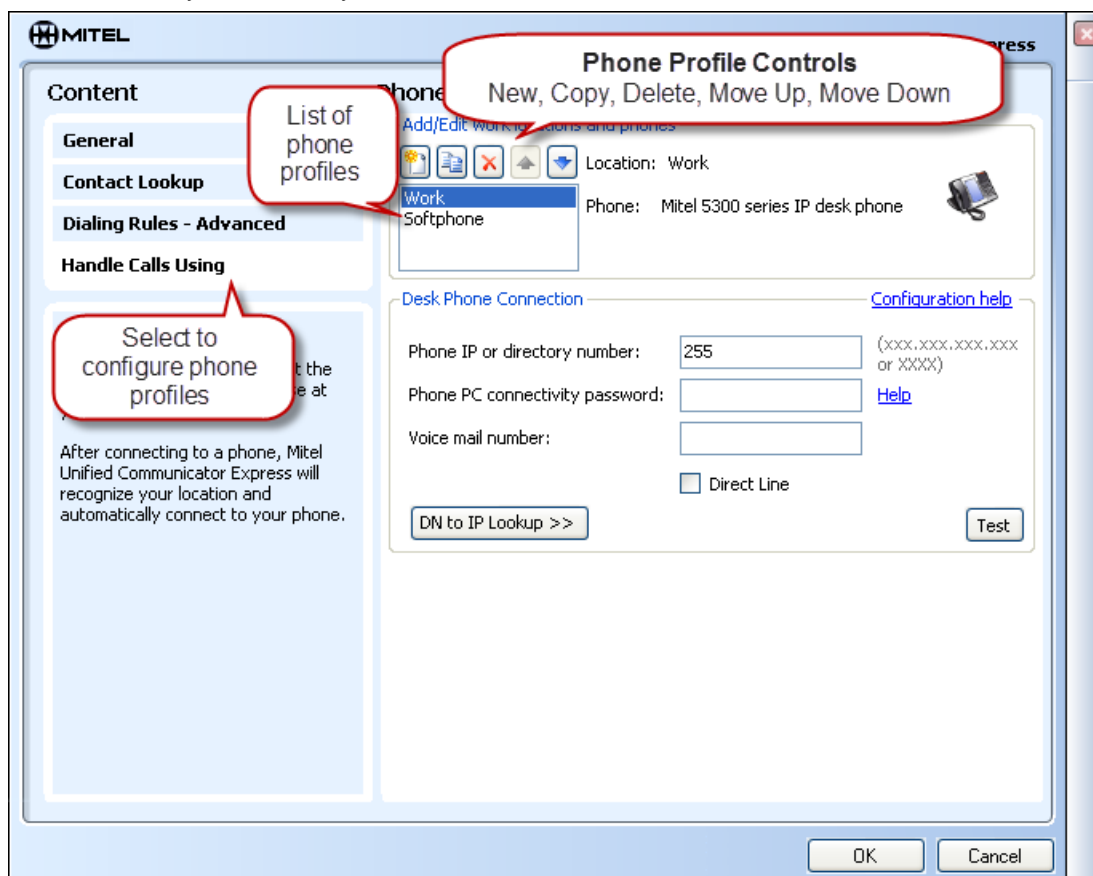 MITEL
Phone Profile Controls
New, Copy, Delete, Move Up, Move Down
Content
List of
phone
profiles
General
Contact Lookup
Dialing Rules - Advanced
Handle Calls Using
Select to
configure phone
profiles
the
at
After connecting to a phone, Mitel
Unified Communicator Express will
recognize your location and
automatically connect to your phone.
Add/Edit work locations and phones
Location: Work
Work
Softphone
Phone: Mitel 5300 series IP desk phone
Desk Phone Connection
Configuration help
Phone IP or directory number:
255
(xxx.xxx.xxx.xxx
or XXXX)
Phone PC connectivity password:
Help
Voice mail number:
Direct Line
DN to IP Lookup >>
Test
OK
Cancel